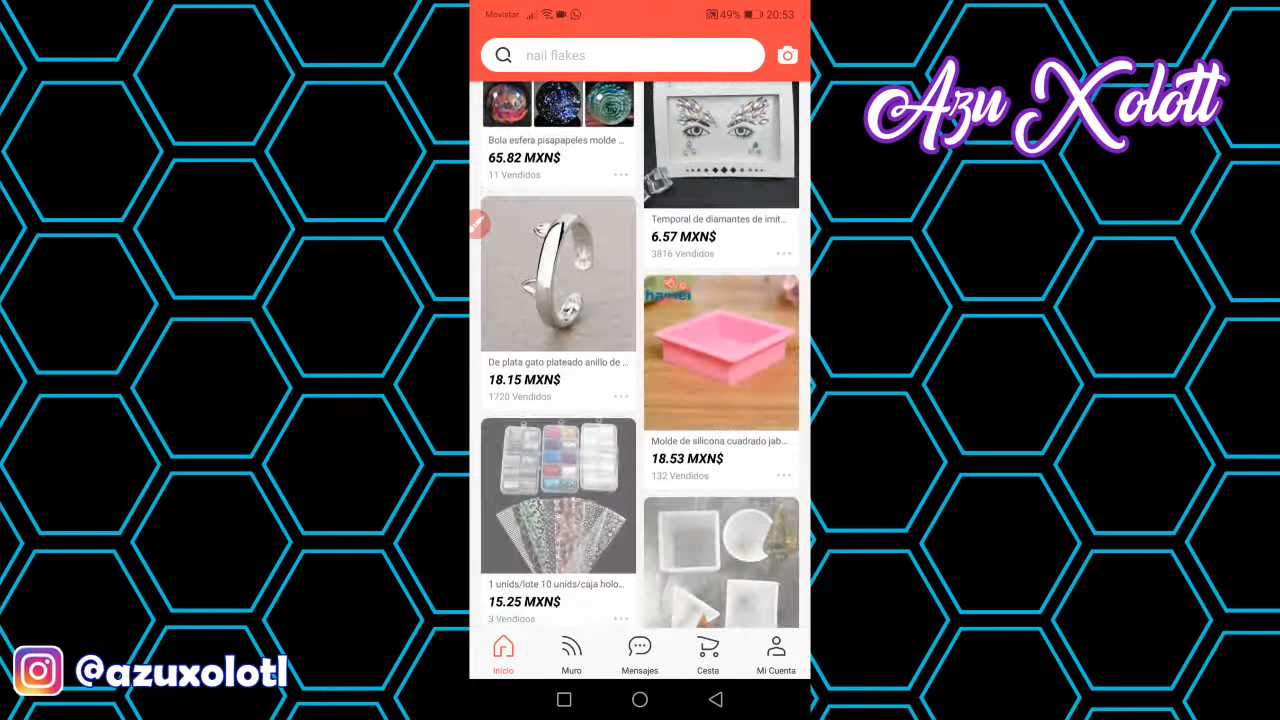 Movistar
49% 20:53
nail flakes
Azu Xolotl
Bola esfera pisapapeles molde ...
65.82 MXN$
11 Vendidos
Temporal de diamantes de imit...
6.57 MXN$
3816 Vendidos
De plata gato plateado anillo de ...
18.15 MXN$
1720 Vendidos
Molde de silicona cuadrado jab...
18.53 MXN$
132 Vendidos
1 unids/lote 10 unids/caja holo...
15.25 MXN$
3 Vendidos
Inicio
Muro
Mensajes
Cesta
Mi Cuenta
@azuxolotl